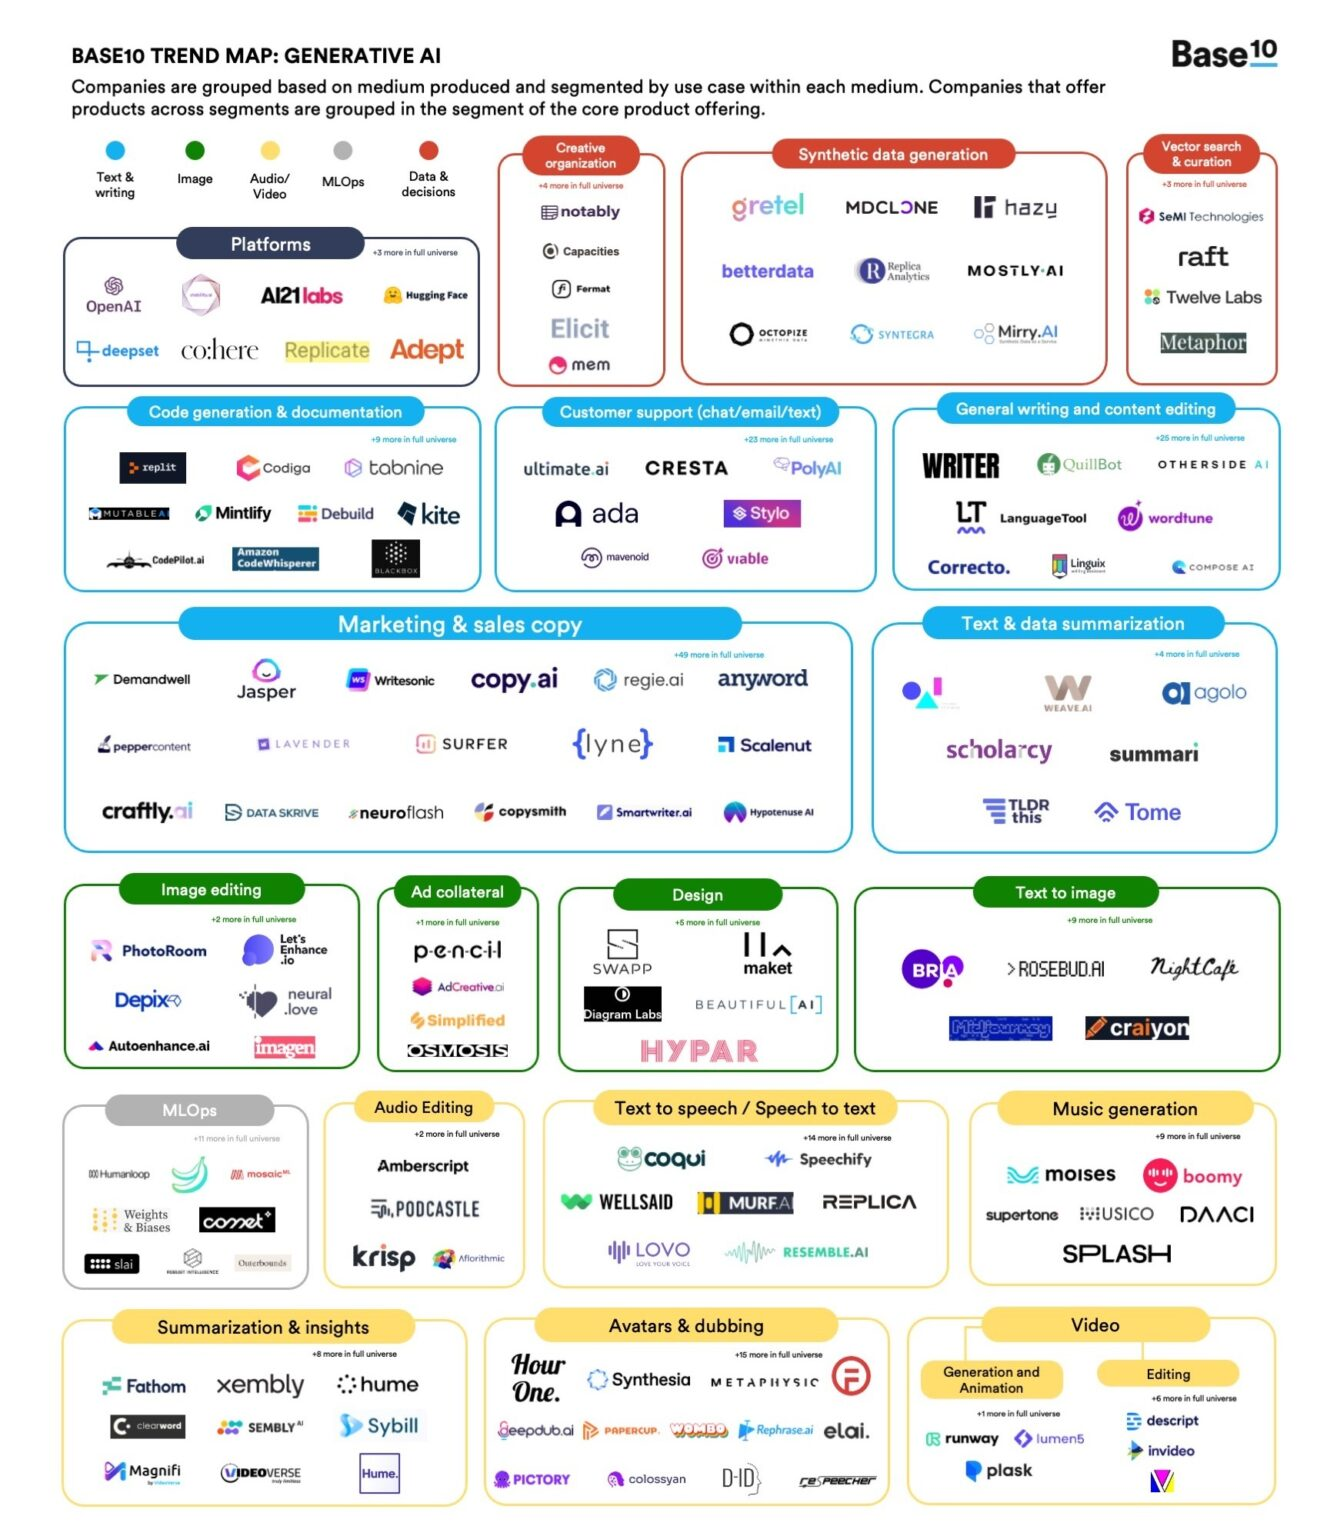 BASE10 TREND MAP: GENERATIVE AI
Base10
Companies are grouped based on medium produced and segmented by use case within each medium. Companies that offer
products across segments are grouped in the segment of the core product offering.
Text & writing
Image
Audio/ Video
MLOps
Data & decisions
Platforms
+3 more in full universe
OpenAI
AI21labs
Hugging Face
deepset
co:here
Replicate
Adept
Creative organization
+4 more in full universe
notably
Capacities
Fermat
Elicit
mem
Synthetic data generation
gretel
MDCLONE
hazy
betterdata
Replica Analytics
MOSTLY·AI
OCTOPIZE
SYNTEGRA
Mirry.AI
Vector search & curation
+3 more in full universe
SeMI Technologies
raft
Twelve Labs
Metaphor
Code generation & documentation
+9 more in full universe
replit
Codiga
tabnine
MUTABLEAI
Mintlify
Debuild
kite
CodePilot.ai
Amazon CodeWhisperer
BLACKBOX
Customer support (chat/email/text)
+23 more in full universe
ultimate.ai
CRESTA
PolyAI
ada
Stylo
mavenoid
viable
General writing and content editing
+25 more in full universe
WRITER
QuillBot
OTHERSIDE AI
LT LanguageTool
wordtune
Correcto.
Linguix
COMPOSE AI
Marketing & sales copy
+49 more in full universe
Demandwell
Jasper
WS Writesonic
copy.ai
regie.ai
anyword
peppercontent
LAVENDER
SURFER
{lyne}
Scalenut
craftly.ai
DATA SKRIVE
neuroflash
copysmith
Smartwriter.ai
Hypotenuse AI
Text & data summarization
+4 more in full universe
WEAVE.AI
agolo
scholarcy
summari
TLDR this
Tome
Image editing
+2 more in full universe
PhotoRoom
Let's Enhance .io
Depix
neural .love
Autoenhance.ai
imagen
Ad collateral
+1 more in full universe
p·e·n·c·i·l
AdCreative.ai
Simplified
OSMOSIS
Design
+5 more in full universe
SWAPP
maket
Diagram Labs
BEAUTIFUL[AI]
HYPAR
Text to image
+9 more in full universe
BRIA
>ROSEBUD.AI
NightCafé
Midjourney
craiyon
MLOps
+11 more in full universe
Humanloop
mosaicML
Weights & Biases
comet
slai
ROBUST INTELLIGENCE
Outerbounds
Audio Editing
+2 more in full universe
Amberscript
PODCASTLE
krisp
Aflorithmic
Text to speech / Speech to text
+14 more in full universe
coqui
Speechify
WELLSAID
MURF.AI
REPLICA
LOVO
LOVE YOUR VOICE
RESEMBLE.AI
Music generation
+9 more in full universe
moises
boomy
supertone
MUSICO
DAACI
SPLASH
Summarization & insights
+8 more in full universe
Fathom
xembly
hume
clearword
SEMBLY AI
Sybill
Magnifi
by Videoverse
VIDEOVERSE
truly limitless
Hume.
Avatars & dubbing
+15 more in full universe
Hour One.
Synthesia
METAPHYSIC
F
deepdub.ai
PAPERCUP.
WOMBO
Rephrase.ai
elai.
PICTORY
colossyan
D-ID
reSPEECHER
Video
Generation and Animation
+1 more in full universe
runway
lumen5
plask
Editing
+6 more in full universe
descript
invideo